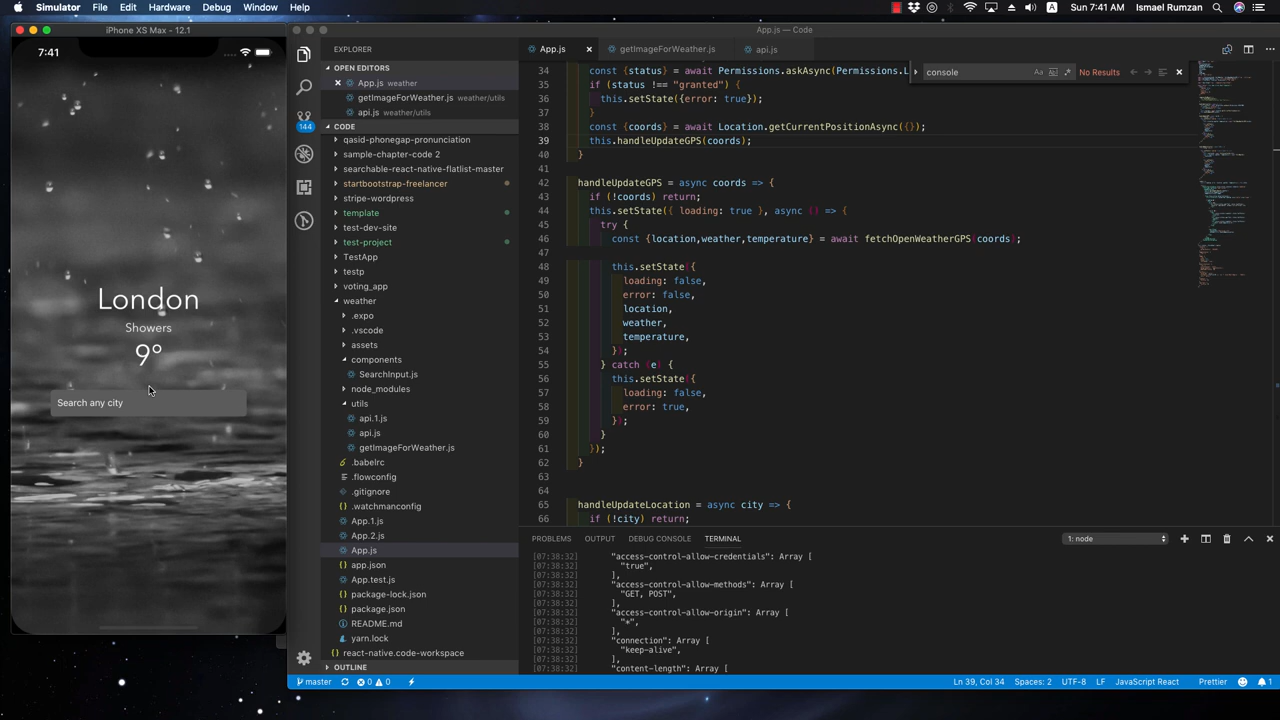 Simulator File Edit Hardware Debug Window Help
Sun 7:41 AM Ismael Rumzan
iPhone XS Max - 12.1
7:41
London
Showers
9°
Search any city
App.js — Code
EXPLORER
OPEN EDITORS
App.js weather
getImageForWeather.js weather/utils
api.js weather/utils
144
CODE
qasid-phonegap-pronunciation
sample-chapter-code 2
searchable-react-native-flatlist-master
startbootstrap-freelancer
stripe-wordpress
template
test-dev-site
test-project
TestApp
testp
voting_app
weather
.expo
.vscode
assets
components
SearchInput.js
node_modules
utils
api.1.js
api.js
getImageForWeather.js
.babelrc
.flowconfig
.gitignore
.watchmanconfig
App.1.js
App.2.js
App.js
app.json
App.test.js
package-lock.json
package.json
README.md
yarn.lock
react-native.code-workspace
OUTLINE
App.js getImageForWeather.js api.js
console
No Results
34 const {status} = await Permissions.askAsync(Permissions.L
35 if (status !== "granted") {
36 this.setState({error: true});
37 }
38 const {coords} = await Location.getCurrentPositionAsync({});
39 this.handleUpdateGPS(coords);
40 }
41
42 handleUpdateGPS = async coords => {
43 if (!coords) return;
44 this.setState({ loading: true }, async () => {
45 try {
46 const {location,weather,temperature} = await fetchOpenWeatherGPS(coords);
47
48 this.setState({
49 loading: false,
50 error: false,
51 location,
52 weather,
53 temperature,
54 });
55 } catch (e) {
56 this.setState({
57 loading: false,
58 error: true,
59 });
60 }
61 });
62 }
63
64
65 handleUpdateLocation = async city => {
66 if (!city) return;
PROBLEMS OUTPUT DEBUG CONSOLE TERMINAL
1: node
[07:38:32] "access-control-allow-credentials": Array [
[07:38:32] "true",
[07:38:32] ],
[07:38:32] "access-control-allow-methods": Array [
[07:38:32] "GET, POST",
[07:38:32] ],
[07:38:32] "access-control-allow-origin": Array [
[07:38:32] "*",
[07:38:32] ],
[07:38:32] "connection": Array [
[07:38:32] "keep-alive",
[07:38:32] ],
[07:38:32] "content-length": Array [
master 0 0
Ln 39, Col 34 Spaces: 2 UTF-8 LF JavaScript React Prettier 1